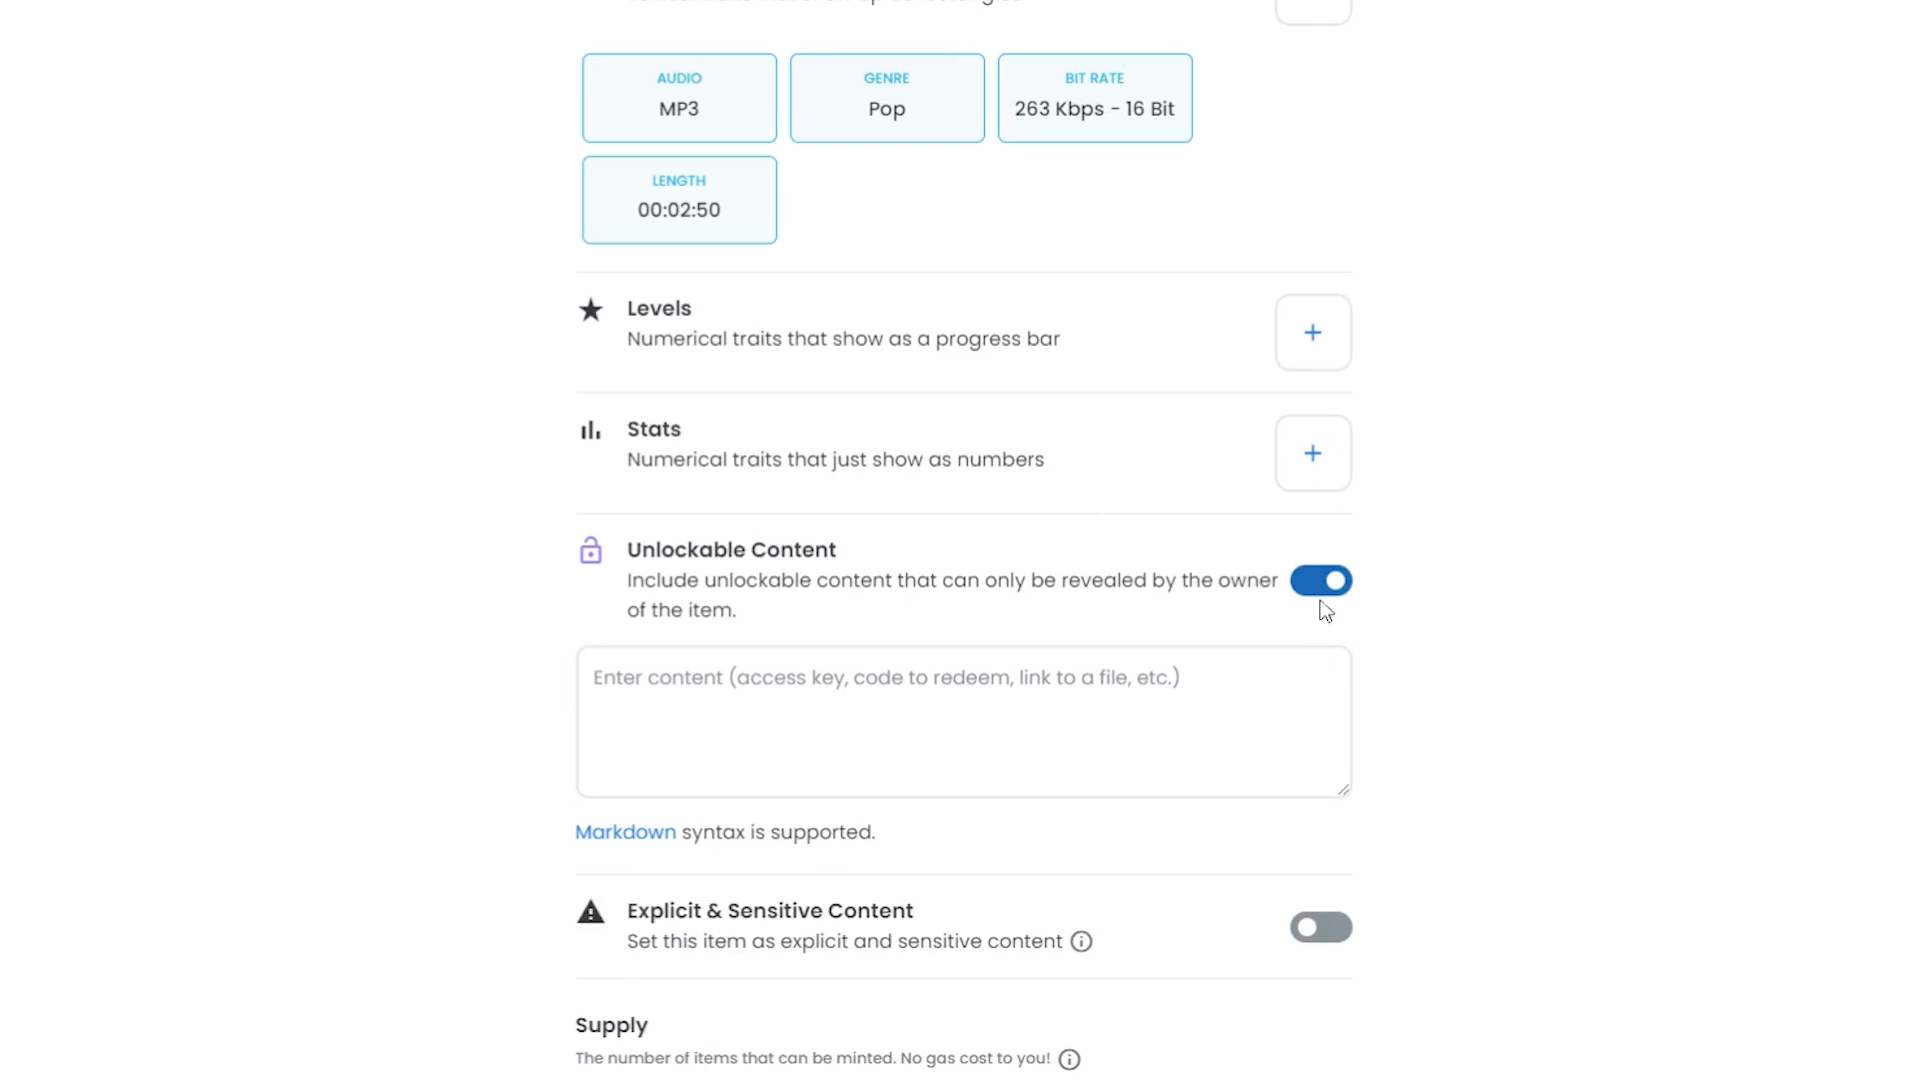 AUDIO
MP3
GENRE
Pop
BIT RATE
263 Kbps - 16 Bit
LENGTH
00:02:50
Levels
Numerical traits that show as a progress bar
Stats
Numerical traits that just show as numbers
Unlockable Content
Include unlockable content that can only be revealed by the owner
of the item.
Enter content (access key, code to redeem, link to a file, etc.)
Markdown syntax is supported.
Explicit & Sensitive Content
Set this item as explicit and sensitive content
Supply
The number of items that can be minted. No gas cost to you!